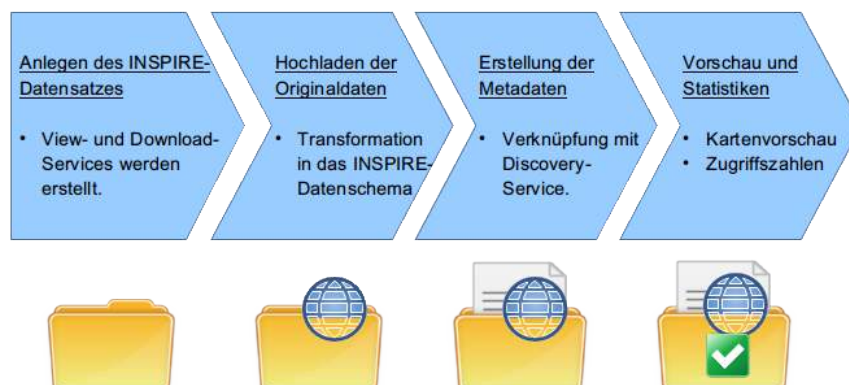 Anlegen des INSPIRE-
Datensatzes
• View- und Download-
Services werden
erstellt.
Hochladen der
Originaldaten
• Transformation
in das INSPIRE-
Datenschema
Erstellung der
Metadaten
• Verknüpfung mit
Discovery-
Service.
Vorschau und
Statistiken
• Kartenvorschau
• Zugriffszahlen